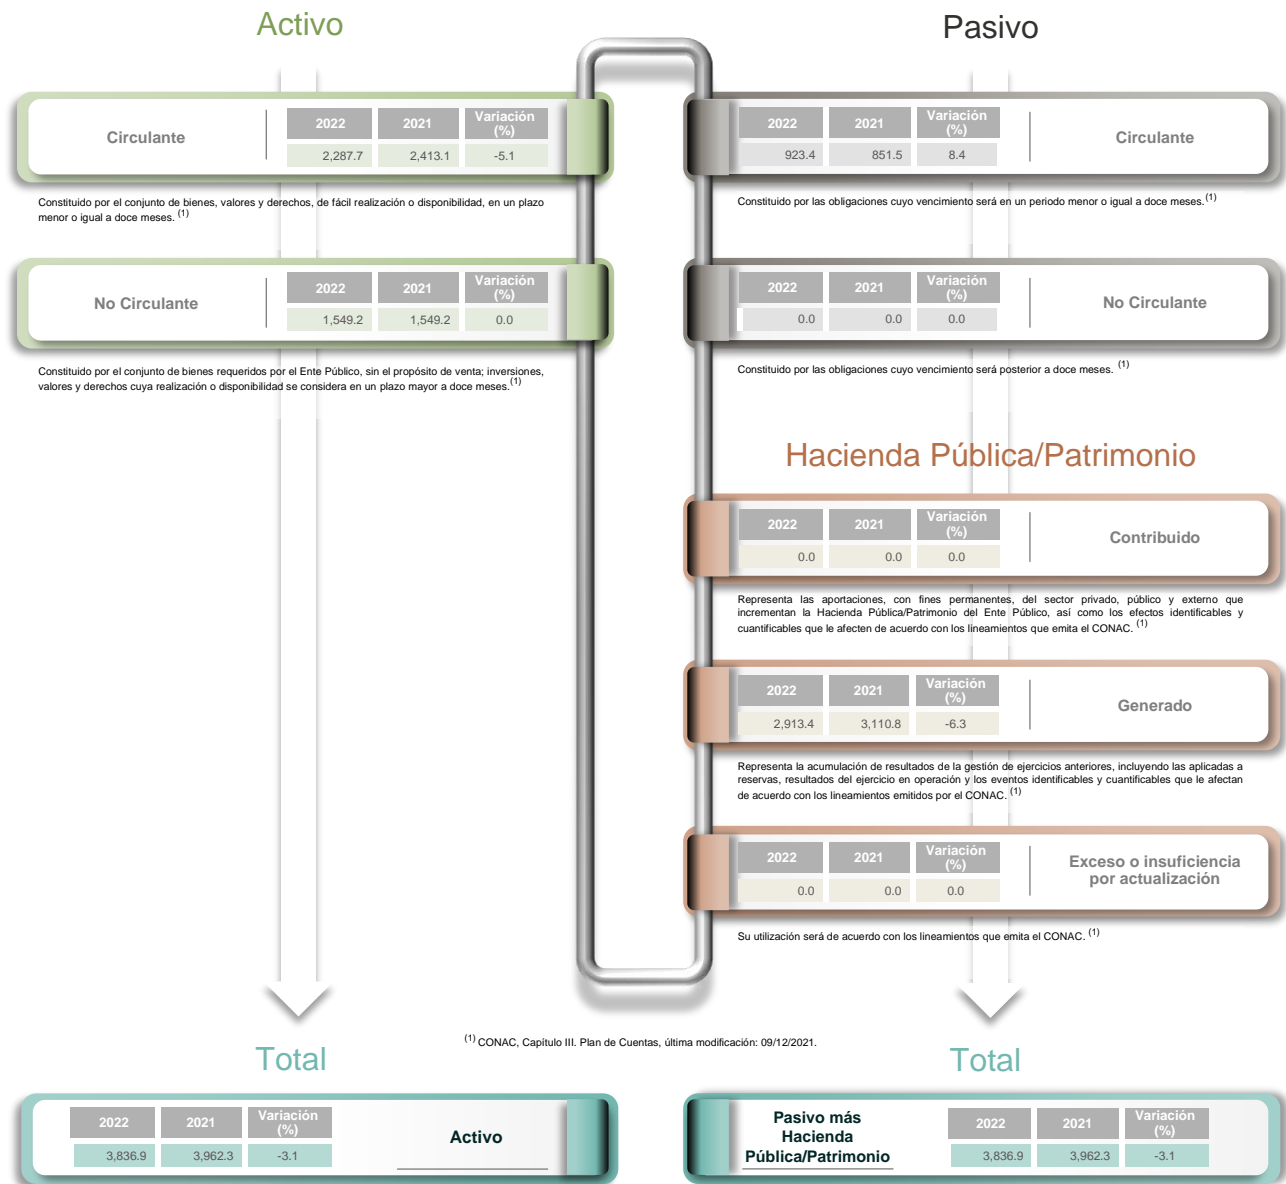 Activo
Circulante
2022 2021 Variación (%)
2,287.7 2,413.1 -5.1
Constituido por el conjunto de bienes, valores y derechos, de fácil realización o disponibilidad, en un plazo
menor o igual a doce meses. (1)
No Circulante
2022 2021 Variación (%)
1,549.2 1,549.2 0.0
Constituido por el conjunto de bienes requeridos por el Ente Público, sin el propósito de venta; inversiones,
valores y derechos cuya realización o disponibilidad se considera en un plazo mayor a doce meses.(1)
Pasivo
2022 2021 Variación (%)
923.4 851.5 8.4
Circulante
Constituido por las obligaciones cuyo vencimiento será en un periodo menor o igual a doce meses.(1)
2022 2021 Variación (%)
0.0 0.0 0.0
No Circulante
Constituido por las obligaciones cuyo vencimiento será posterior a doce meses. (1)
Hacienda Pública/Patrimonio
2022 2021 Variación (%)
0.0 0.0 0.0
Contribuido
Representa las aportaciones, con fines permanentes, del sector privado, público y externo que
incrementan la Hacienda Pública/Patrimonio del Ente Público, así como los efectos identificables y
cuantificables que le afecten de acuerdo con los lineamientos que emita el CONAC. (1)
2022 2021 Variación (%)
2,913.4 3,110.8 -6.3
Generado
Representa la acumulación de resultados de la gestión de ejercicios anteriores, incluyendo las aplicadas a
reservas, resultados del ejercicio en operación y los eventos identificables y cuantificables que le afectan
de acuerdo con los lineamientos emitidos por el CONAC. (1)
2022 2021 Variación (%)
0.0 0.0 0.0
Exceso o insuficiencia
por actualización
Su utilización será de acuerdo con los lineamientos que emita el CONAC. (1)
(1) CONAC, Capítulo III. Plan de Cuentas, última modificación: 09/12/2021.
Total
2022 2021 Variación (%)
3,836.9 3,962.3 -3.1
Activo
Total
Pasivo más
Hacienda
Pública/Patrimonio
2022 2021 Variación (%)
3,836.9 3,962.3 -3.1